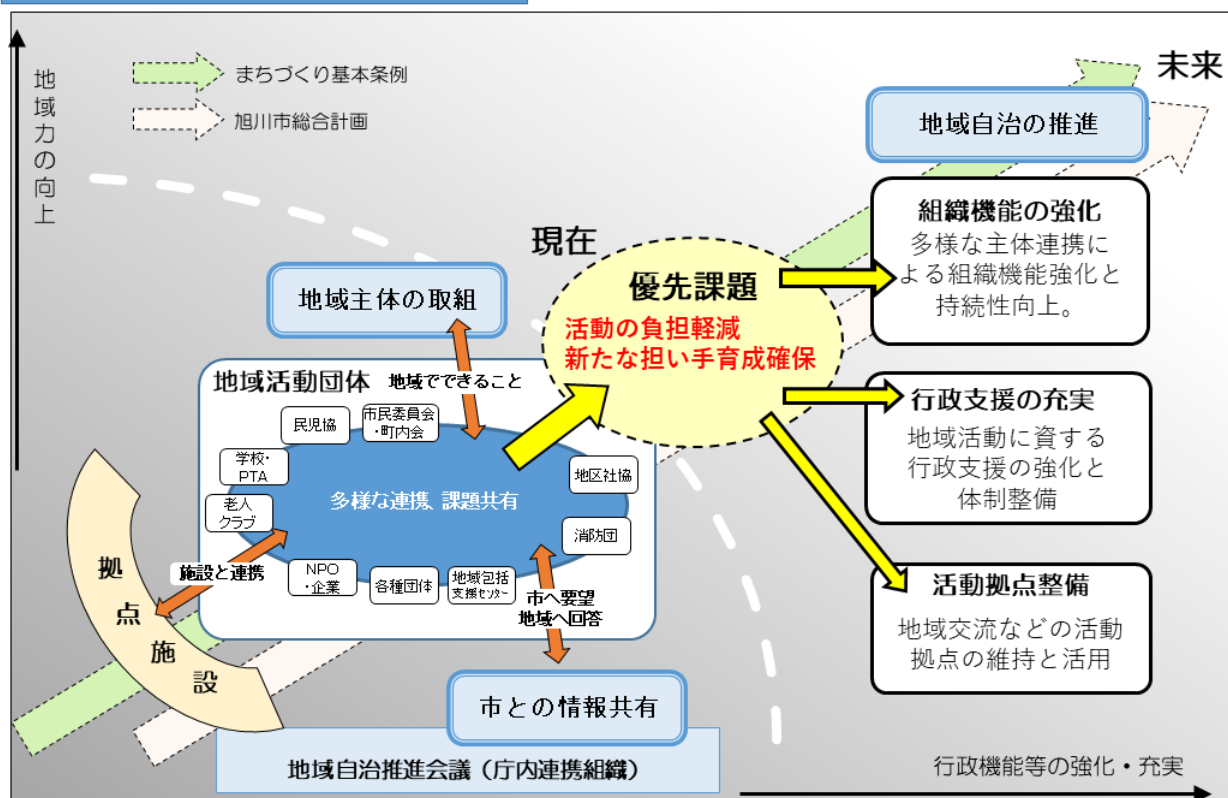 まちづくり基本条例
旭川市総合計画
地域力の向上
未来
地域自治の推進
組織機能の強化
多様な主体連携に
よる組織機能強化と
持続性向上。
現在
優先課題
活動の負担軽減
新たな担い手育成確保
地域主体の取組
地域活動団体
地域でできること
民児協
市民委員会
・町内会
学校・
PTA
老人
クラブ
地区社協
多様な連携、課題共有
消防団
行政支援の充実
地域活動に資する
行政支援の強化と
体制整備
拠点施設
施設と連携
NPO
・企業
各種団体
地域包括
支援センター
市へ要望
地域へ回答
活動拠点整備
地域交流などの活動
拠点の維持と活用
市との情報共有
地域自治推進会議（庁内連携組織）
行政機能等の強化・充実